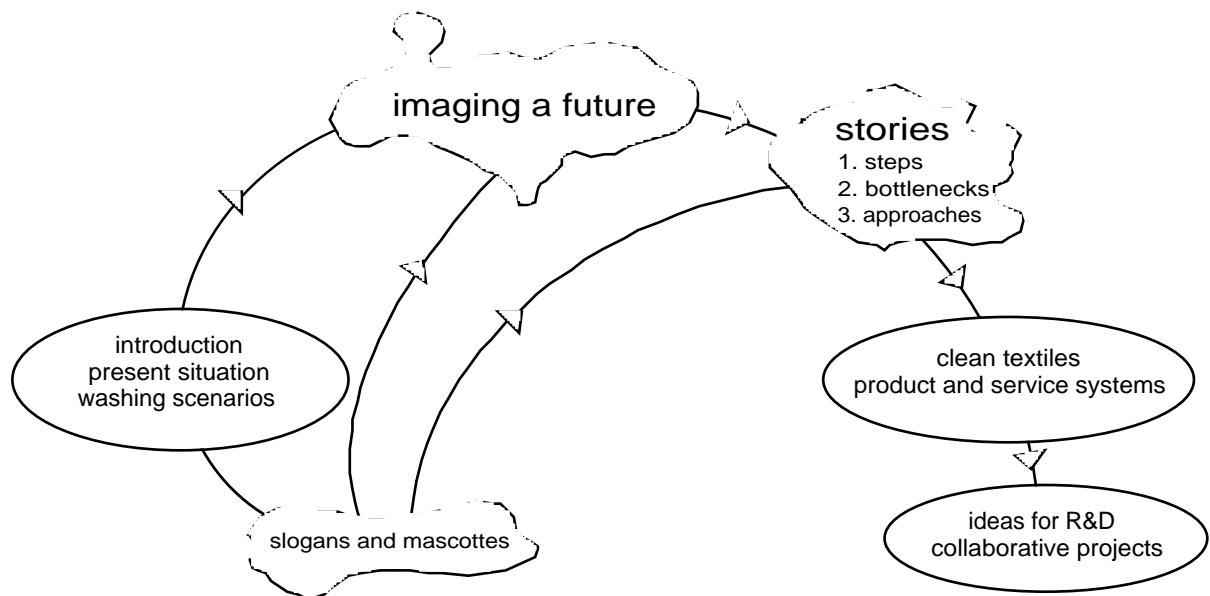 imaging a future
stories
1. steps
2. bottlenecks
3. approaches
introduction
present situation
washing scenarios
slogans and mascottes
clean textiles
product and service systems
ideas for R&D
collaborative projects